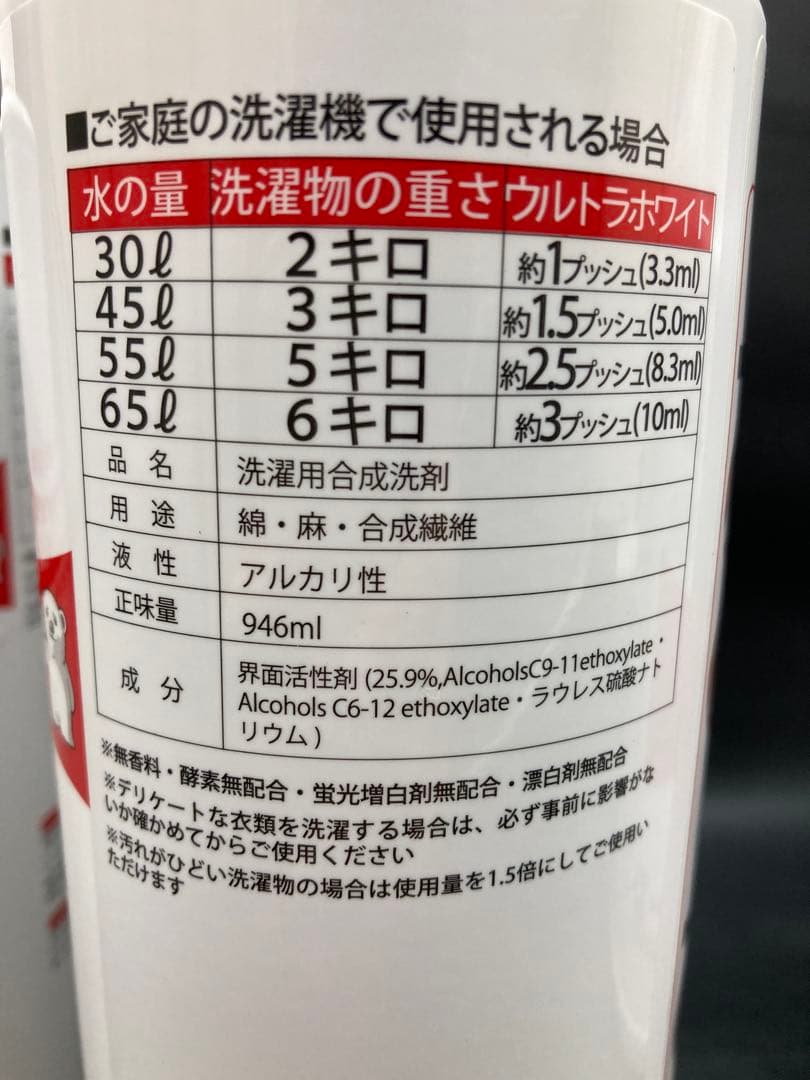 ■ご家庭の洗濯機で使用される場合
水の量 洗濯物の重さ ウルトラホワイト
30ℓ 2キロ 約1プッシュ(3.3ml)
45ℓ 3キロ 約1.5プッシュ(5.0ml)
55ℓ 5キロ 約2.5プッシュ(8.3ml)
65ℓ 6キロ 約3プッシュ(10ml)
品名 洗濯用合成洗剤
用途 綿・麻・合成繊維
液性 アルカリ性
正味量 946ml
成分 界面活性剤 (25.9%,AlcoholsC9-11ethoxylate・
Alcohols C6-12 ethoxylate・ラウレス硫酸ナト
リウム )
※無香料・酵素無配合・蛍光増白剤無配合・漂白剤無配合
※デリケートな衣類を洗濯する場合は、必ず事前に影響がな
いか確かめてからご使用ください
※汚れがひどい洗濯物の場合は使用量を1.5倍にしてご使用い
ただけます